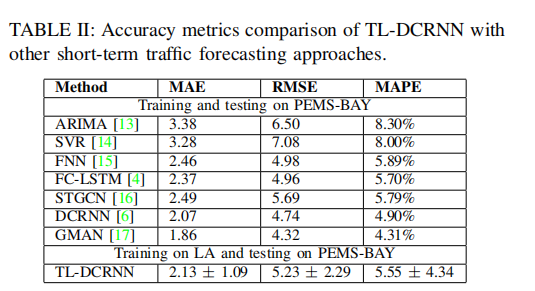 TABLE II: Accuracy metrics comparison of TL-DCRNN with
other short-term traffic forecasting approaches.
Method MAE RMSE MAPE
Training and testing on PEMS-BAY
ARIMA [13] 3.38 6.50 8.30%
SVR [14] 3.28 7.08 8.00%
FNN [15] 2.46 4.98 5.89%
FC-LSTM [4] 2.37 4.96 5.70%
STGCN [16] 2.49 5.69 5.79%
DCRNN [6] 2.07 4.74 4.90%
GMAN [17] 1.86 4.32 4.31%
Training on LA and testing on PEMS-BAY
TL-DCRNN 2.13 ± 1.09 5.23 ± 2.29 5.55 ± 4.34